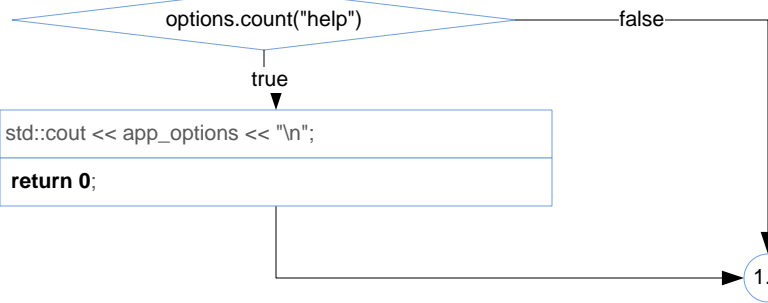 options.count("help")
false
true
std::cout << app_options << "\n";
return 0;
1.